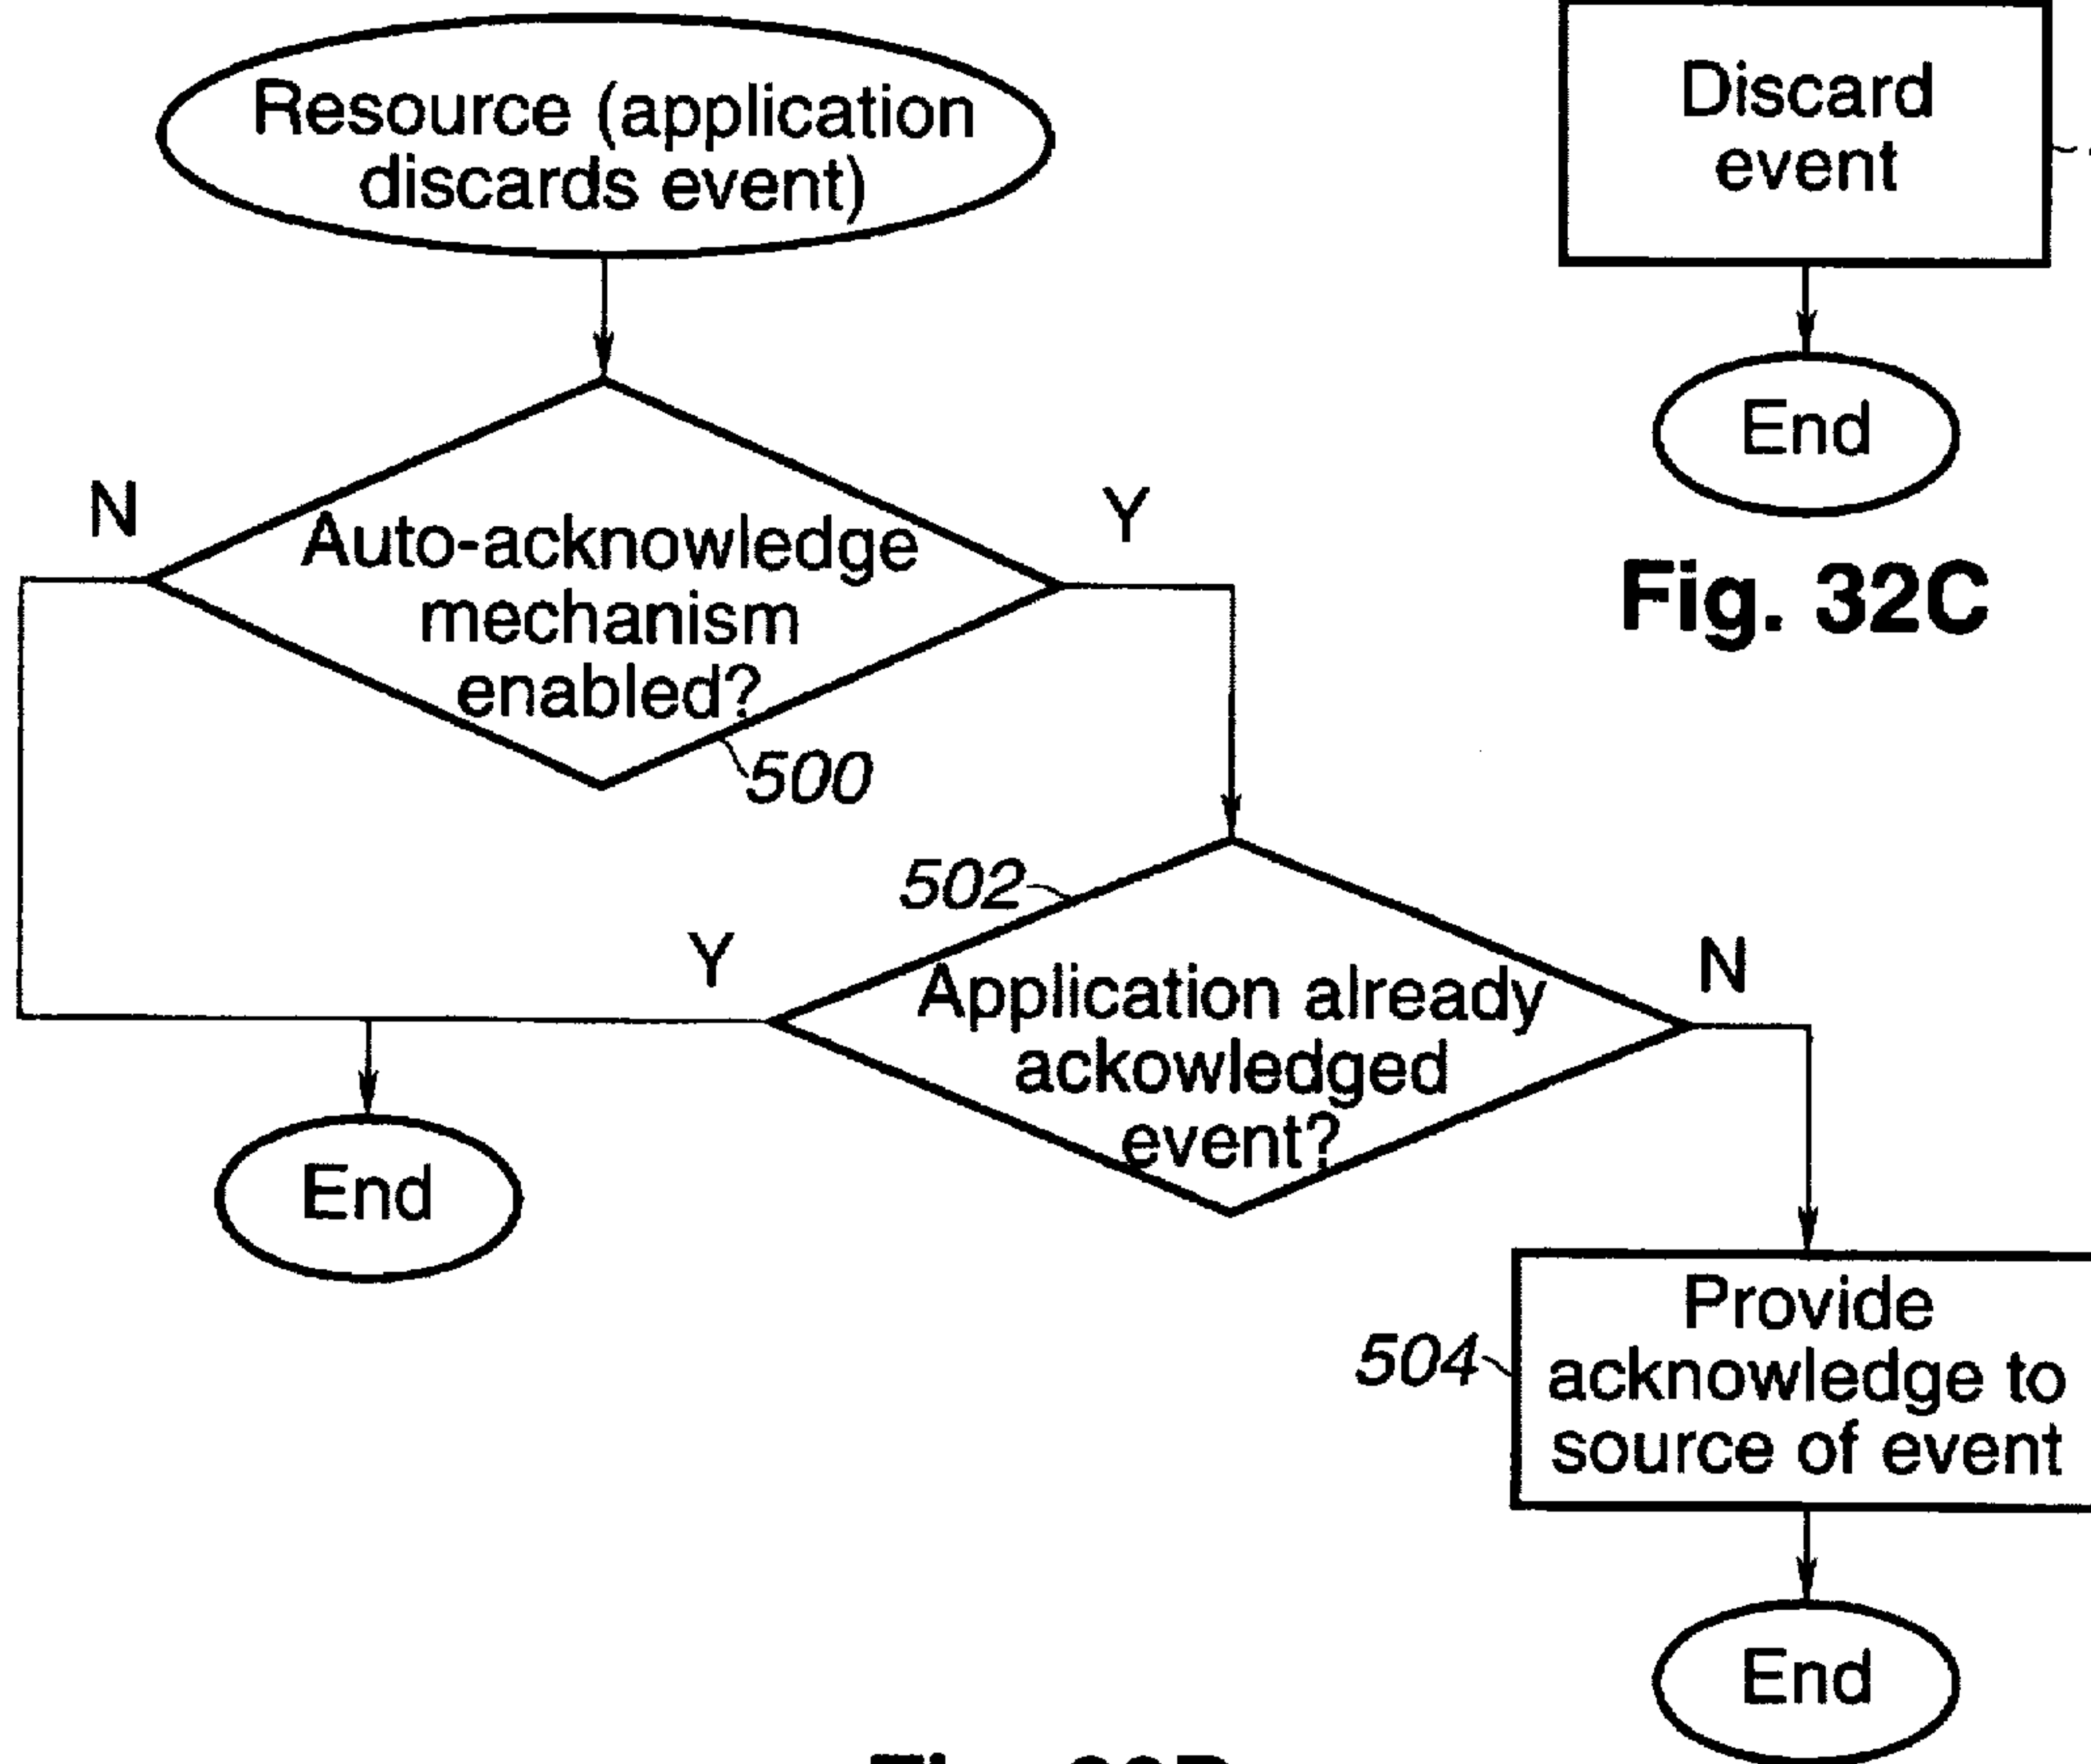 Resource (application
discards event)
Discard
event
End
Fig. 32C
N
Auto-acknowledge
mechanism
enabled?
Y
500
502
Y
Application already
ackowledged
event?
N
End
504
Provide
acknowledge to
source of event
End